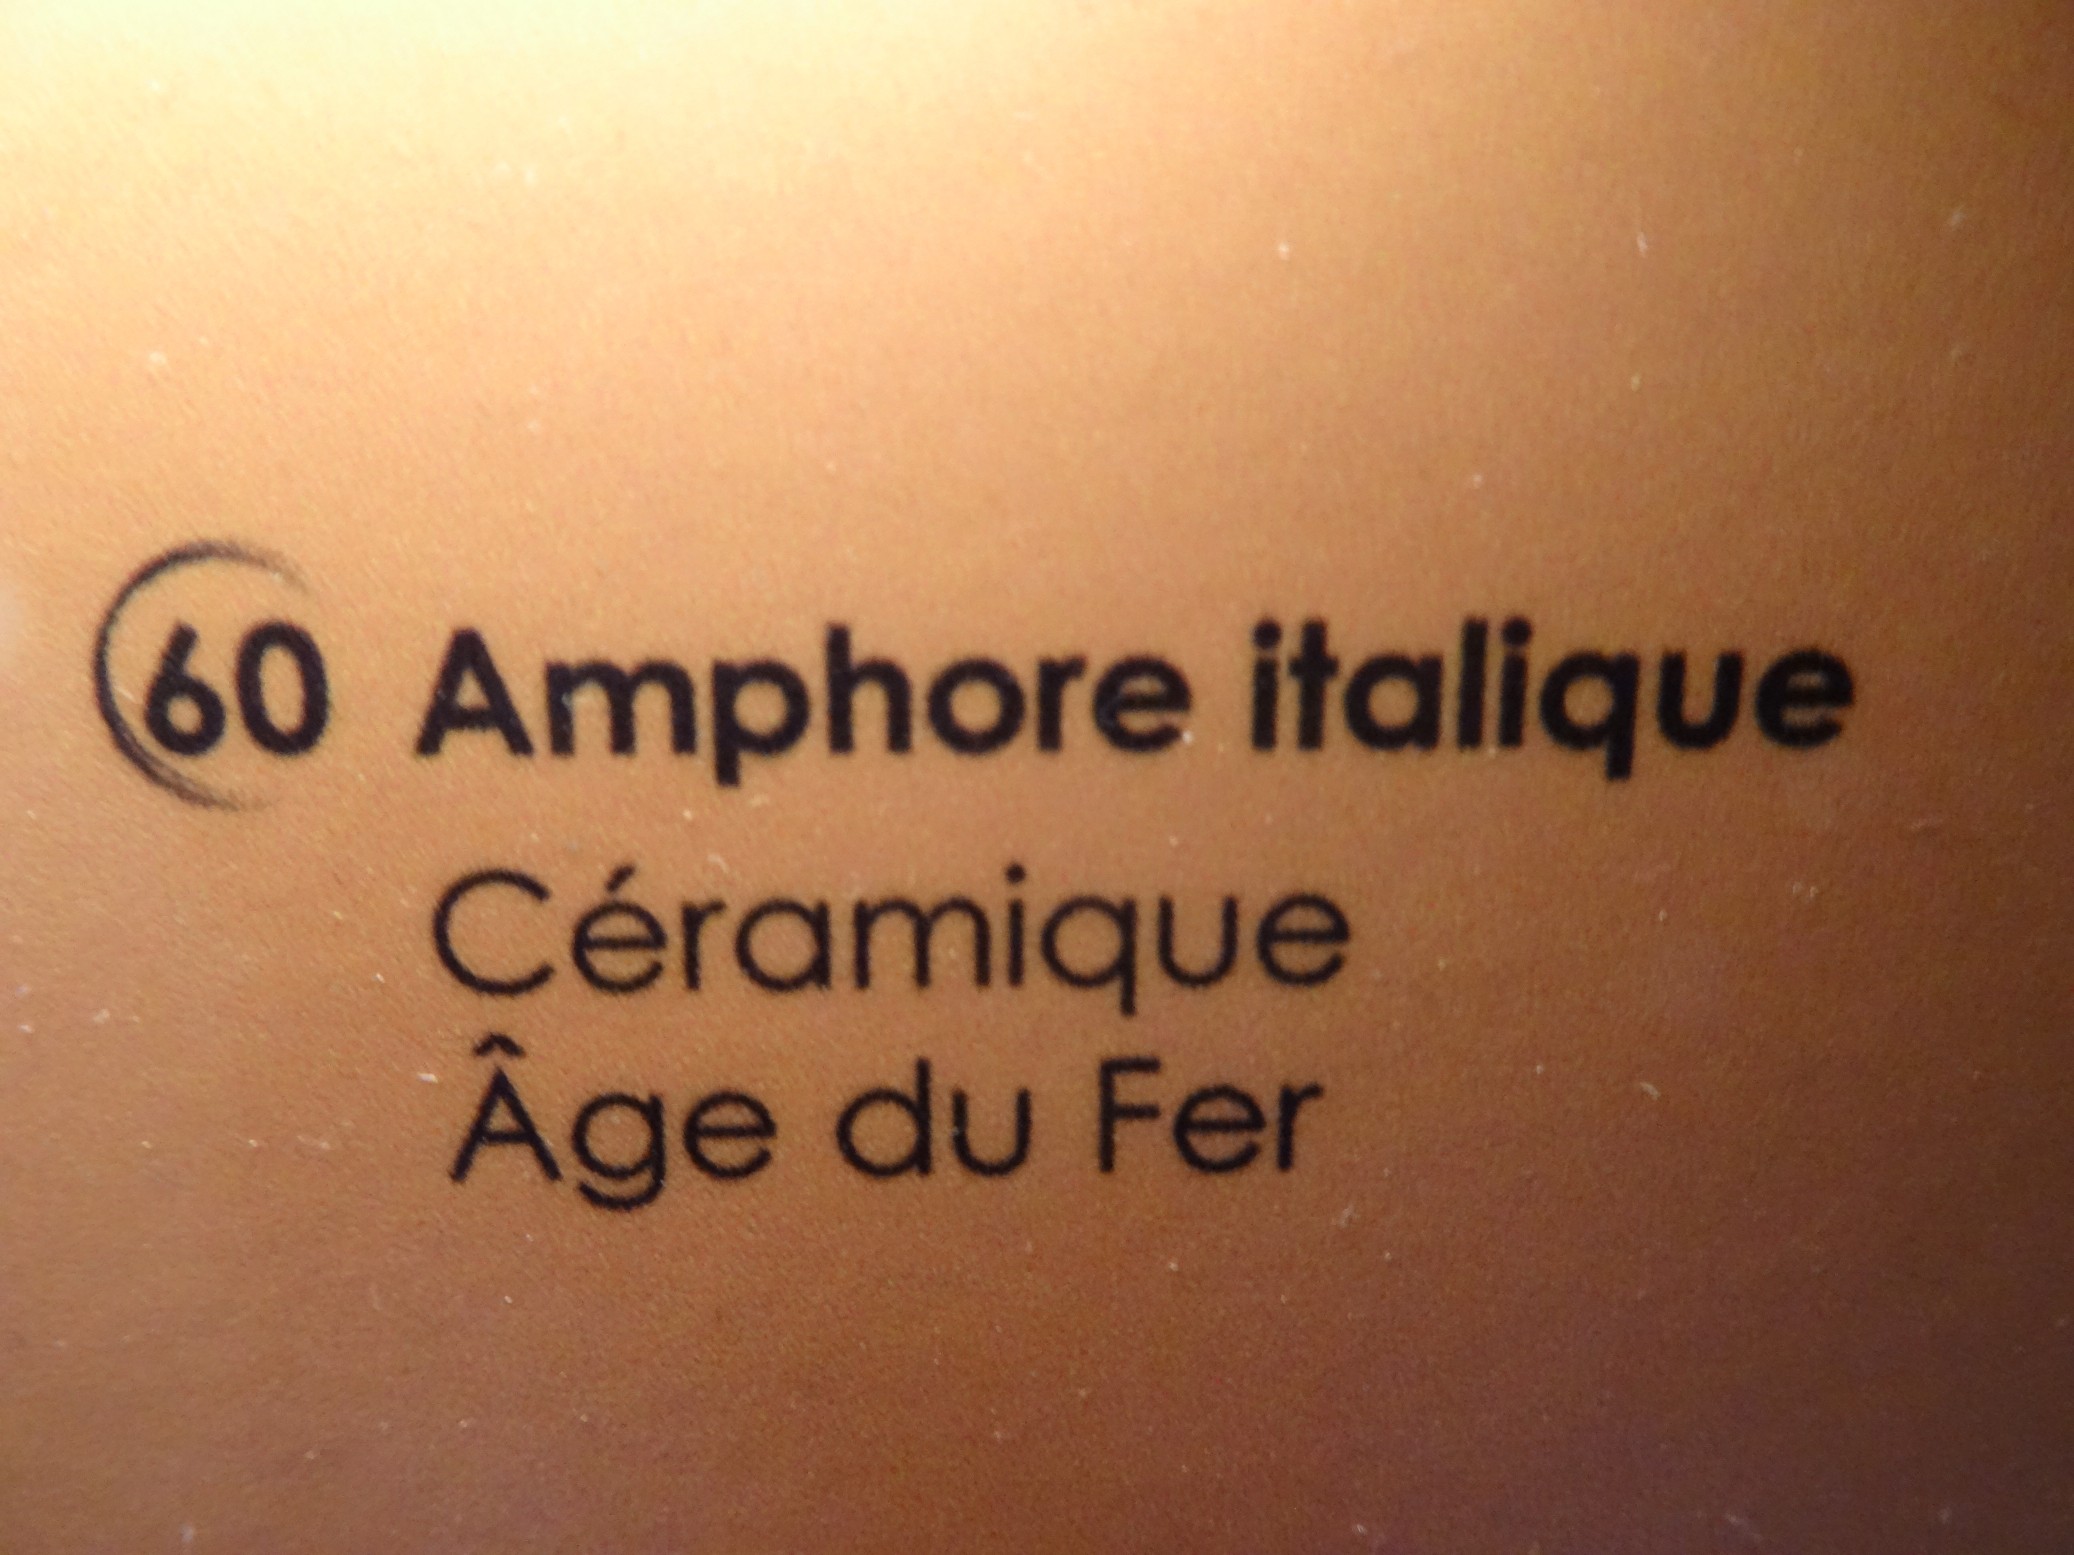 60 Amphore italique
Céramique
Âge du Fer